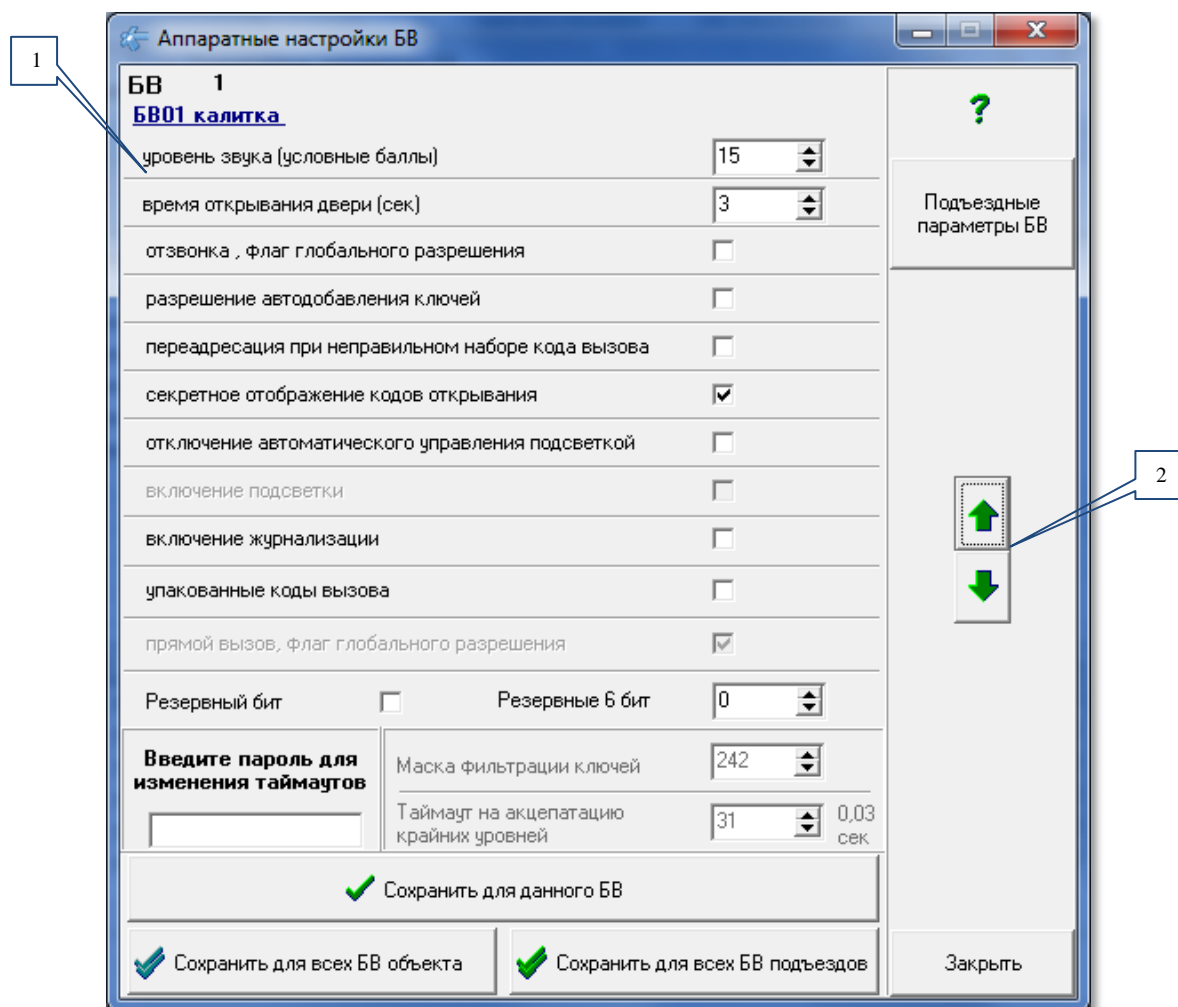 Аппаратные настройки БВ
1
БВ 1
БВ01 калитка
?
уровень звука (условные баллы) 15
время открывания двери (сек) 3
Подъездные
параметры БВ
отзвонка , флаг глобального разрешения
разрешение автодобавления ключей
переадресация при неправильном наборе кода вызова
секретное отображение кодов открывания
отключение автоматического управления подсветкой
2
включение подсветки
включение журнализации
упакованные коды вызова
прямой вызов, флаг глобального разрешения
Резервный бит Резервные 6 бит 0
Введите пароль для
изменения таймаутов
Маска фильтрации ключей 242
Таймаут на акцепатацию
крайних уровней
31
0,03
сек
Сохранить для данного БВ
Сохранить для всех БВ объекта
Сохранить для всех БВ подъездов
Закрыть